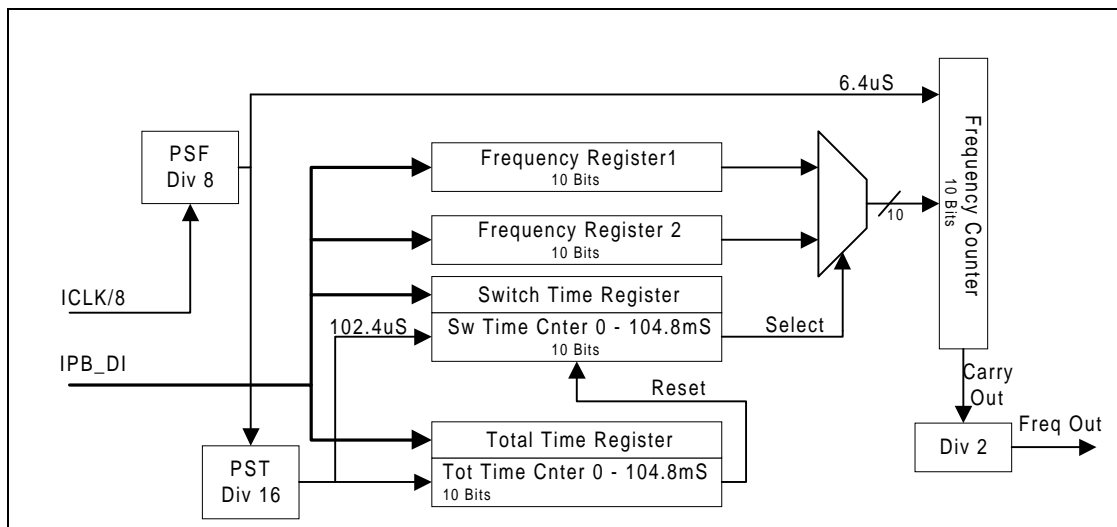 6.4uS
PSF
Div 8
Frequency Register1
10 Bits
Frequency Register 2
10 Bits
10
Frequency Counter
10 Bits
ICLK/8
Switch Time Register
102.4uS
Sw Time Cnter 0 - 104.8mS
10 Bits
Select
IPB_DI
Reset
Carry
Out
Total Time Register
Tot Time Cnter 0 - 104.8mS
10 Bits
PST
Div 16
Div 2
Freq Out